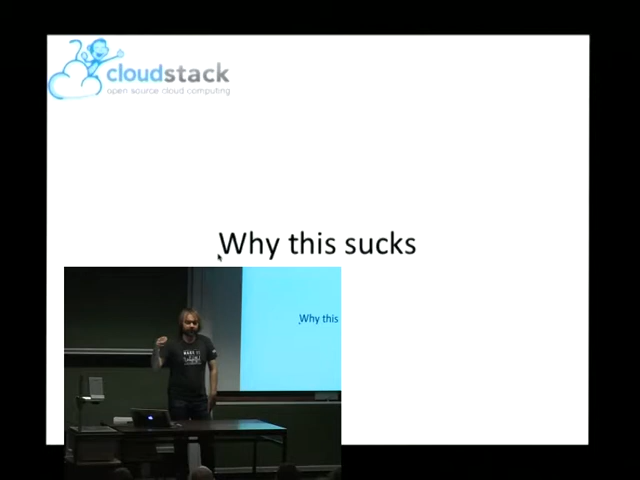 cloudstack
open source cloud computing
Why this sucks
Why this